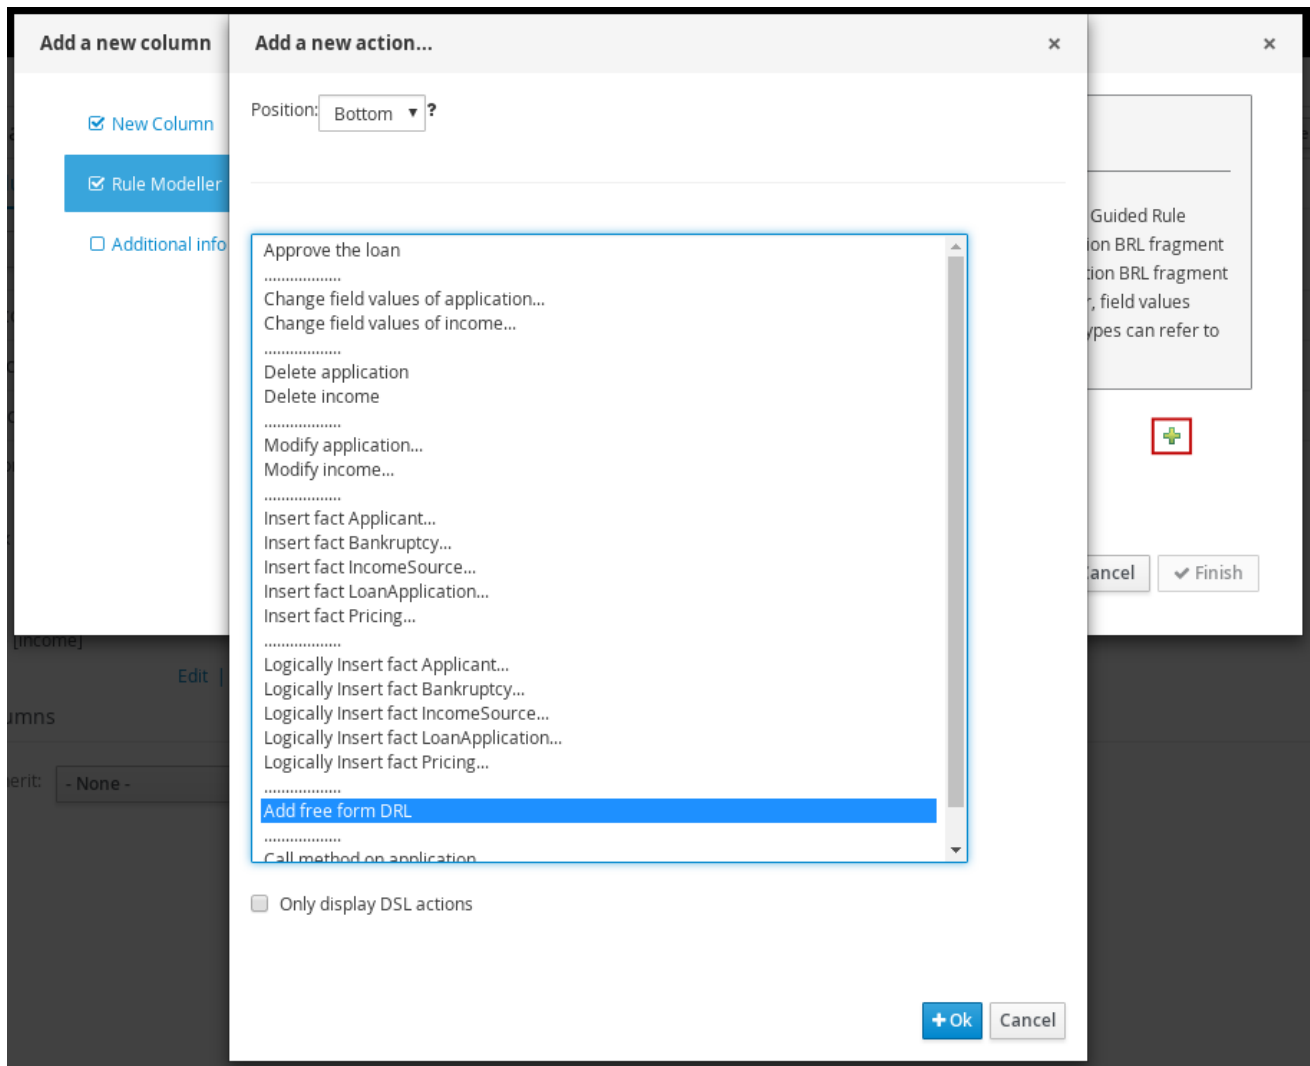 Add a new column
Add a new action...
×
×
Position:
Bottom ▼
?
New Column
Rule Modeller
Additional info
Guided Rule
ion BRL fragment
tion BRL fragment
, field values
ypes can refer to
Approve the loan
..................
Change field values of application...
Change field values of income...
..................
Delete application
Delete income
..................
Modify application...
Modify income...
..................
Insert fact Applicant...
Insert fact Bankruptcy...
Insert fact IncomeSource...
Insert fact LoanApplication...
Insert fact Pricing...
..................
Logically Insert fact Applicant...
Logically Insert fact Bankruptcy...
Logically Insert fact IncomeSource...
Logically Insert fact LoanApplication...
Logically Insert fact Pricing...
..................
Add free form DRL
..................
Call method on application
Only display DSL actions
Ok
Cancel
ancel
Finish
[income]
Edit |
umns
erit:
- None -